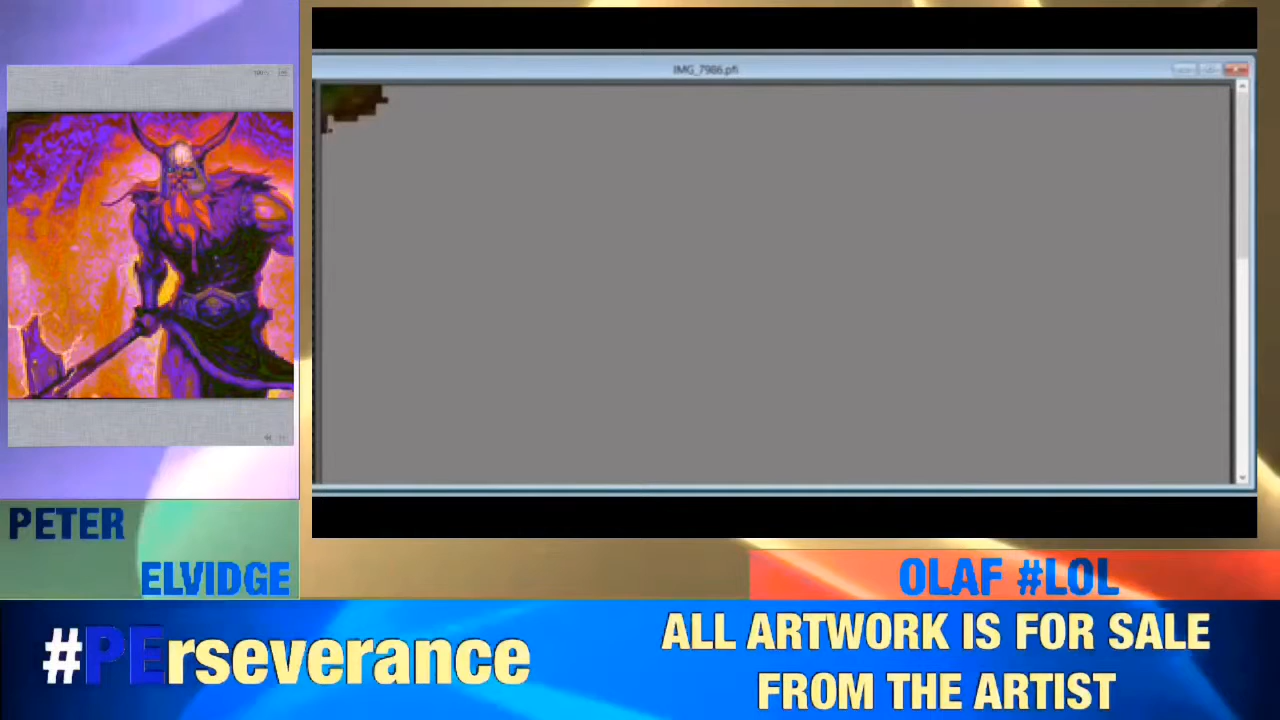 IMG_7986.pfi
PETER
ELVIDGE
OLAF #LOL
#PErseverance
ALL ARTWORK IS FOR SALE
FROM THE ARTIST